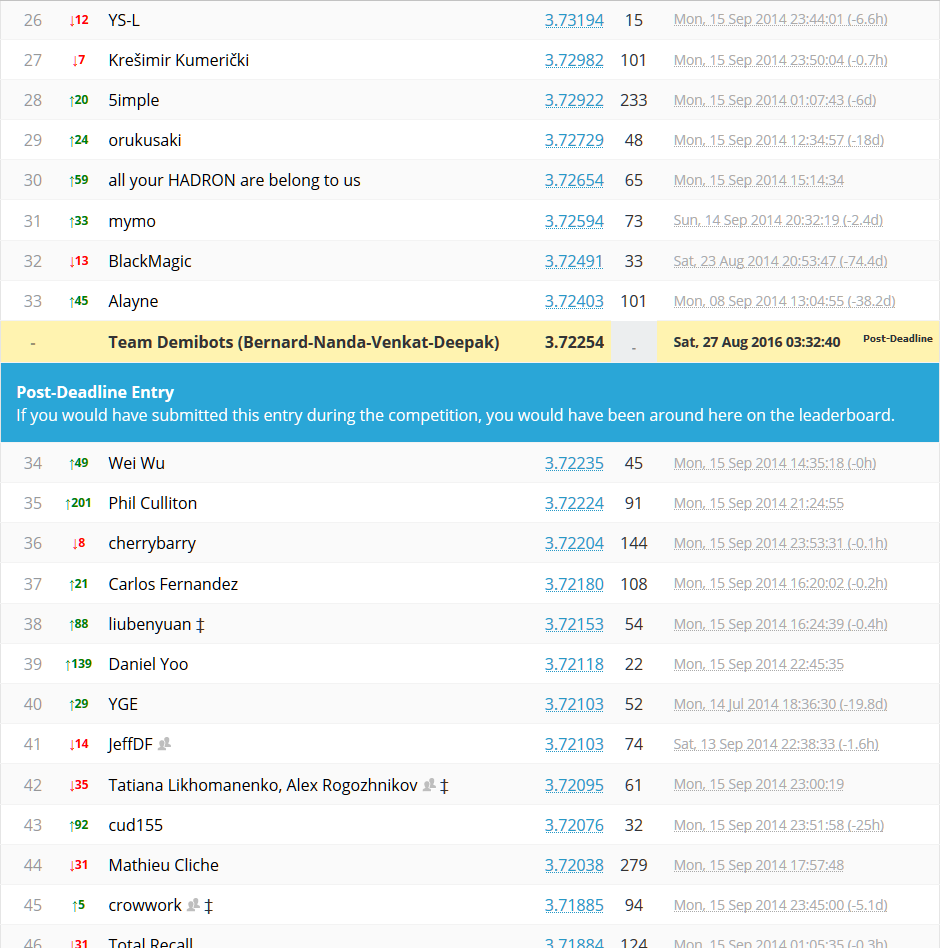 26 ↓12 YS-L 3.73194 15 Mon, 15 Sep 2014 23:44:01 (-6.6h)
27 ↓7 Krešimir Kumerički 3.72982 101 Mon, 15 Sep 2014 23:50:04 (-0.7h)
28 ↑20 5imple 3.72922 233 Mon, 15 Sep 2014 01:07:43 (-6d)
29 ↑24 orukusaki 3.72729 48 Mon, 15 Sep 2014 12:34:57 (-18d)
30 ↑59 all your HADRON are belong to us 3.72654 65 Mon, 15 Sep 2014 15:14:34
31 ↑33 mymo 3.72594 73 Sun, 14 Sep 2014 20:32:19 (-2.4d)
32 ↓13 BlackMagic 3.72491 33 Sat, 23 Aug 2014 20:53:47 (-74.4d)
33 ↑45 Alayne 3.72403 101 Mon, 08 Sep 2014 13:04:55 (-38.2d)
- Team Demibots (Bernard-Nanda-Venkat-Deepak) 3.72254 - Sat, 27 Aug 2016 03:32:40 Post-Deadline
Post-Deadline Entry
If you would have submitted this entry during the competition, you would have been around here on the leaderboard.
34 ↑49 Wei Wu 3.72235 45 Mon, 15 Sep 2014 14:35:18 (-0h)
35 ↑201 Phil Culliton 3.72224 91 Mon, 15 Sep 2014 21:24:55
36 ↓8 cherrybarry 3.72204 144 Mon, 15 Sep 2014 23:53:31 (-0.1h)
37 ↑21 Carlos Fernandez 3.72180 108 Mon, 15 Sep 2014 16:20:02 (-0.2h)
38 ↑88 liubenyuan ‡ 3.72153 54 Mon, 15 Sep 2014 16:24:39 (-0.4h)
39 ↑139 Daniel Yoo 3.72118 22 Mon, 15 Sep 2014 22:45:35
40 ↑29 YGE 3.72103 52 Mon, 14 Jul 2014 18:36:30 (-19.8d)
41 ↓14 JeffDF 3.72103 74 Sat, 13 Sep 2014 22:38:33 (-1.6h)
42 ↓35 Tatiana Likhomanenko, Alex Rogozhnikov ‡ 3.72095 61 Mon, 15 Sep 2014 23:00:19
43 ↑92 cud155 3.72076 32 Mon, 15 Sep 2014 23:51:58 (-25h)
44 ↓31 Mathieu Cliche 3.72038 279 Mon, 15 Sep 2014 17:57:48
45 ↑5 crowwork ‡ 3.71885 94 Mon, 15 Sep 2014 23:45:00 (-5.1d)
46 ↓31 Total Recall 3.71884 124 Mon, 15 Sep 2014 01:05:35 (-0.3h)